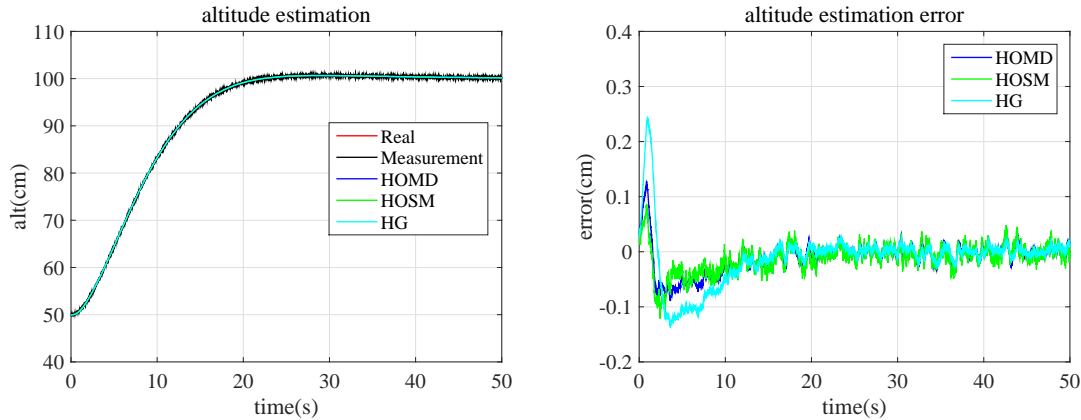 altitude estimation
110
100
90
80
70
60
50
40
alt(cm)
Real
Measurement
HOMD
HOSM
HG
0 10 20 30 40 50
time(s)
altitude estimation error
0.4
0.3
0.2
0.1
0
-0.1
-0.2
error(cm)
HOMD
HOSM
HG
0 10 20 30 40 50
time(s)